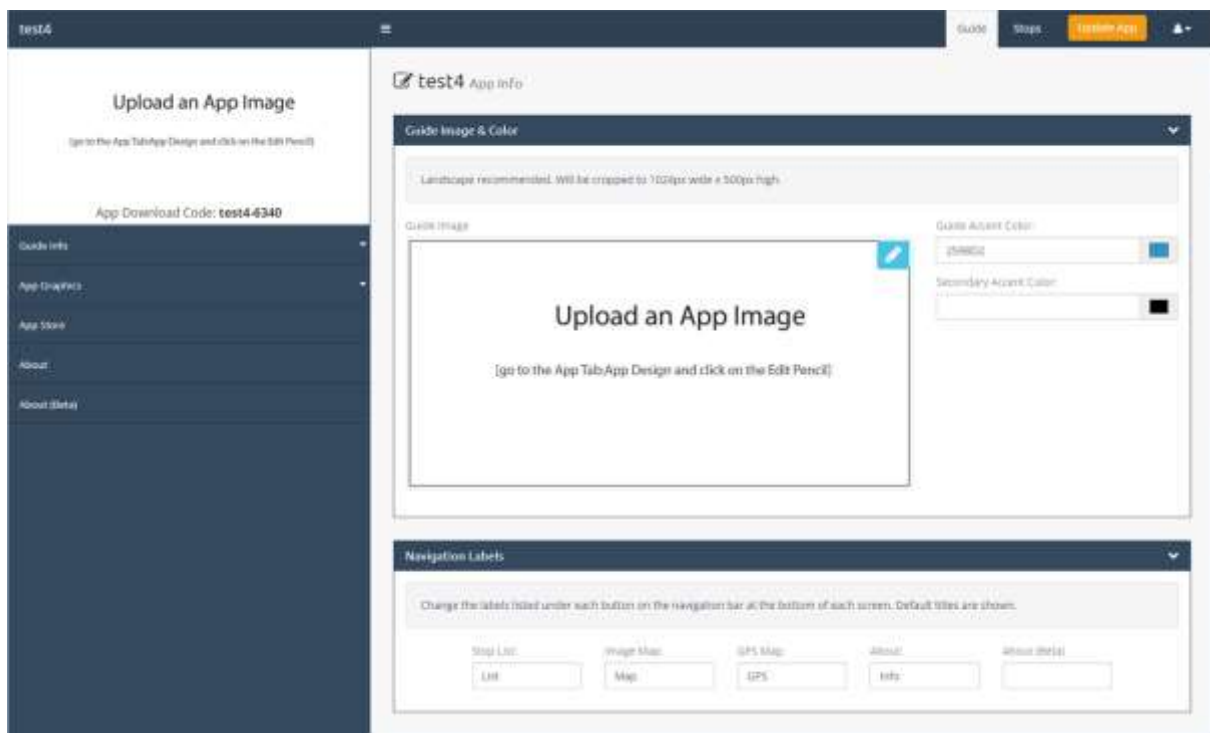 test4
Guide
Stops
Update App
Upload an App Image
[go to the App Tab:App Design and click on the Edit Pencil]
App Download Code: test4-6340
Guide Info
App Graphics
App Store
About
About (Beta)
test4 App Info
Guide Image & Color
Landscape recommended. Will be cropped to 1024px wide x 500px high.
Guide Image
Guide Accent Color:
Secondary Accent Color:
Upload an App Image
[go to the App Tab:App Design and click on the Edit Pencil]
Navigation Labels
Change the labels listed under each button on the navigation bar at the bottom of each screen. Default titles are shown.
Stop List:
Image Map:
GPS Map:
About:
About (Beta)
List
Map
GPS
Info